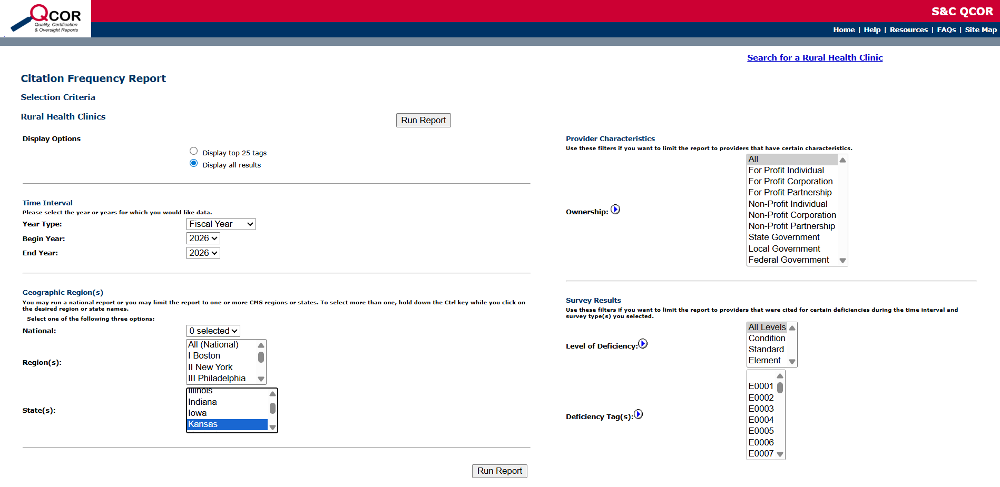 QCOR
Quality, Certification
& Oversight Reports
S&C QCOR
Home | Help | Resources | FAQs | Site Map
Search for a Rural Health Clinic
Citation Frequency Report
Selection Criteria
Rural Health Clinics
Run Report
Display Options
Display top 25 tags
Display all results
Time Interval
Please select the year or years for which you would like data.
Year Type:
Fiscal Year
Begin Year:
2026
End Year:
2026
Geographic Region(s)
You may run a national report or you may limit the report to one or more CMS regions or states. To select more than one, hold down the Ctrl key while you click on
the desired region or state names.
Select one of the following three options:
National:
0 selected
Region(s):
All (National)
I Boston
II New York
III Philadelphia
State(s):
Illinois
Indiana
Iowa
Kansas
Run Report
Provider Characteristics
Use these filters if you want to limit the report to providers that have certain characteristics.
Ownership:
All
For Profit Individual
For Profit Corporation
For Profit Partnership
Non-Profit Individual
Non-Profit Corporation
Non-Profit Partnership
State Government
Local Government
Federal Government
Survey Results
Use these filters if you want to limit the report to providers that were cited for certain deficiencies during the time interval and
survey type(s) you selected.
Level of Deficiency:
All Levels
Condition
Standard
Element
Deficiency Tag(s):
E0001
E0002
E0003
E0004
E0005
E0006
E0007